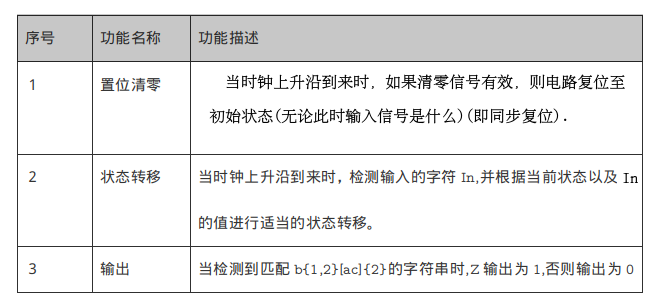 序号 功能名称 功能描述
1 置位清零 当时钟上升沿到来时，如果清零信号有效，则电路复位至
初始状态(无论此时输入信号是什么)(即同步复位).
2 状态转移 当时钟上升沿到来时，检测输入的字符 In,并根据当前状态以及 In
的值进行适当的状态转移。
3 输出 当检测到匹配 b{1,2}[ac]{2}的字符串时,Z 输出为 1,否则输出为 0